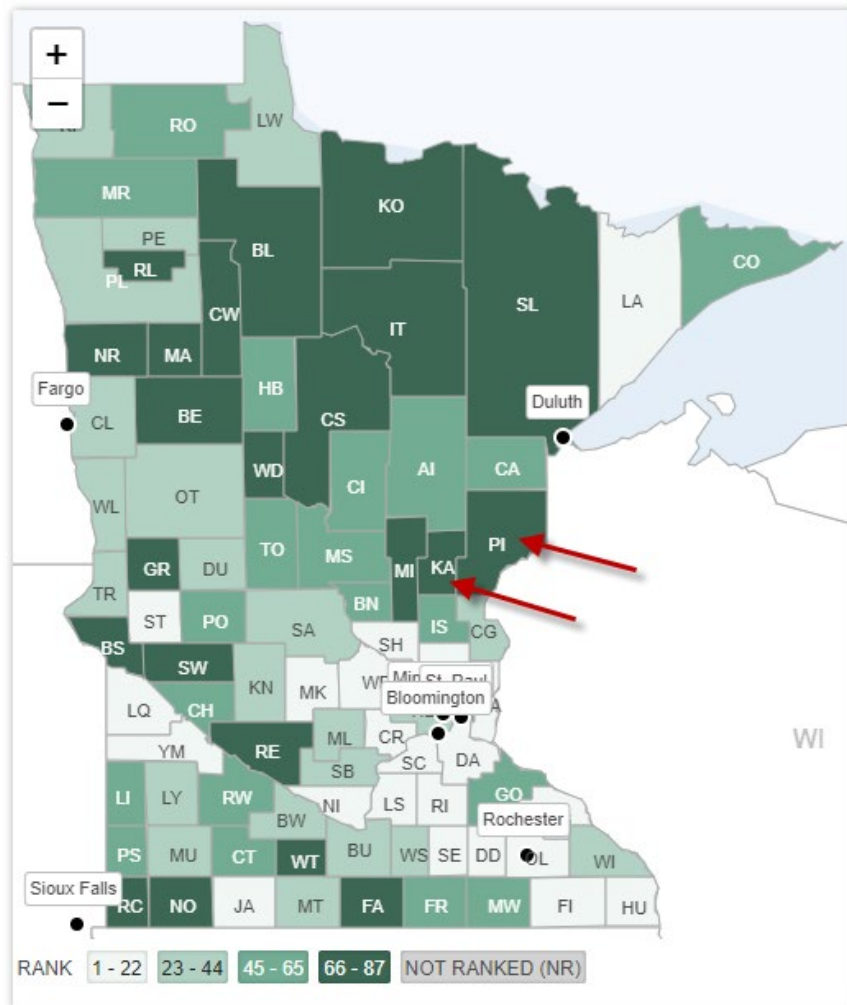 +
−
RO
LW
MR
KO
PE
BL
CO
RL
PL
SL
LA
CW
IT
NR
MA
HB
Fargo
BE
Duluth
CL
CS
WD
AI
CA
CI
OT
WL
TO
MS
PI
GR
DU
MI
KA
TR
BN
ST
PO
SA
IS
CG
BS
SH
SW
KN
MK
St. Paul
LQ
CH
Bloomington
YM
RE
ML
CR
WI
SB
SC
DA
LI
LY
RW
NI
LS
RI
GO
BW
Rochester
PS
MU
CT
WT
BU
WS
SE
DD
OL
WI
Sioux Falls
RC
NO
JA
MT
FA
FR
MW
FI
HU
RANK 1 - 22 23 - 44 45 - 65 66 - 87 NOT RANKED (NR)